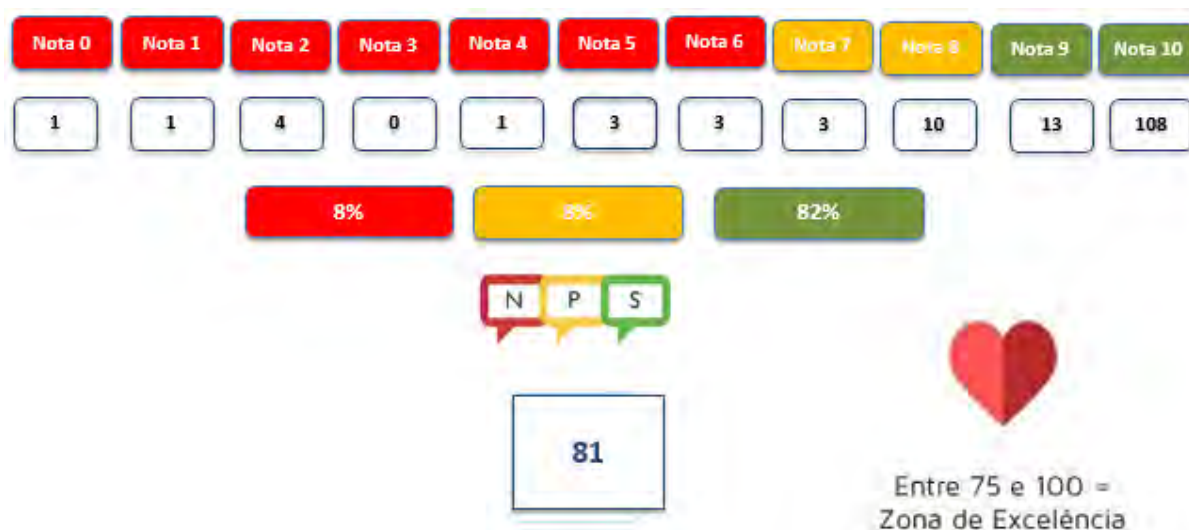 Nota 0 Nota 1 Nota 2 Nota 3 Nota 4 Nota 5 Nota 6 Nota 7 Nota 8 Nota 9 Nota 10
1 1 4 0 1 3 3 3 10 13 108
8% 8% 82%
N P S
81
Entre 75 e 100 =
Zona de Excelência